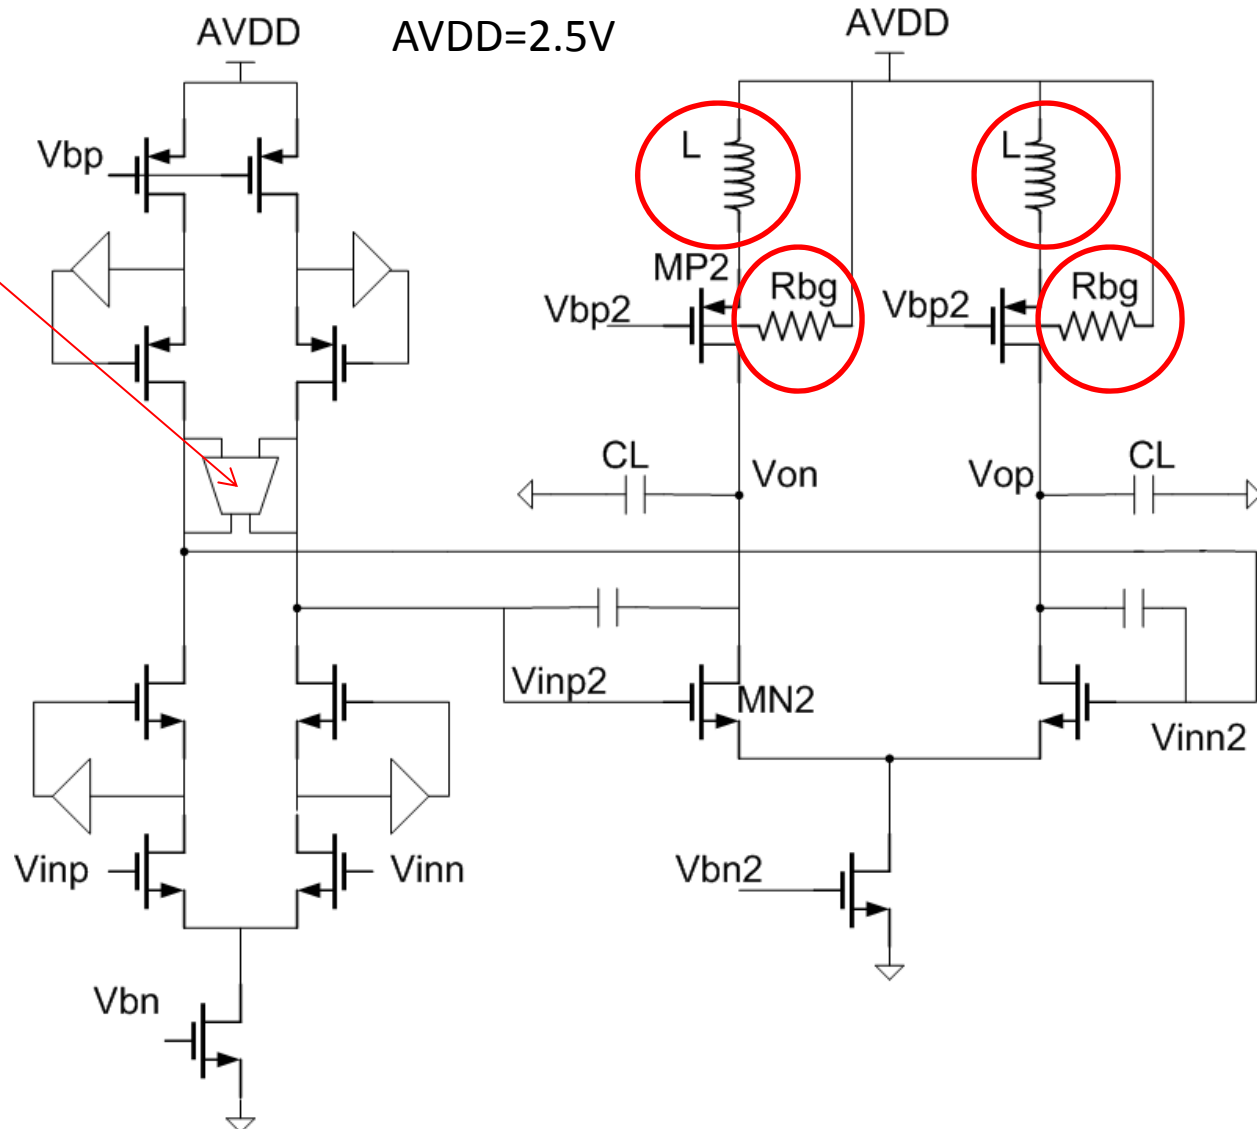 AVDD
AVDD=2.5V
AVDD
Vbp
L
L
MP2
Rbg
Rbg
Vbp2
Vbp2
CL
Von
Vop
CL
Vinp2
MN2
Vinn2
Vinp
Vinn
Vbn2
Vbn